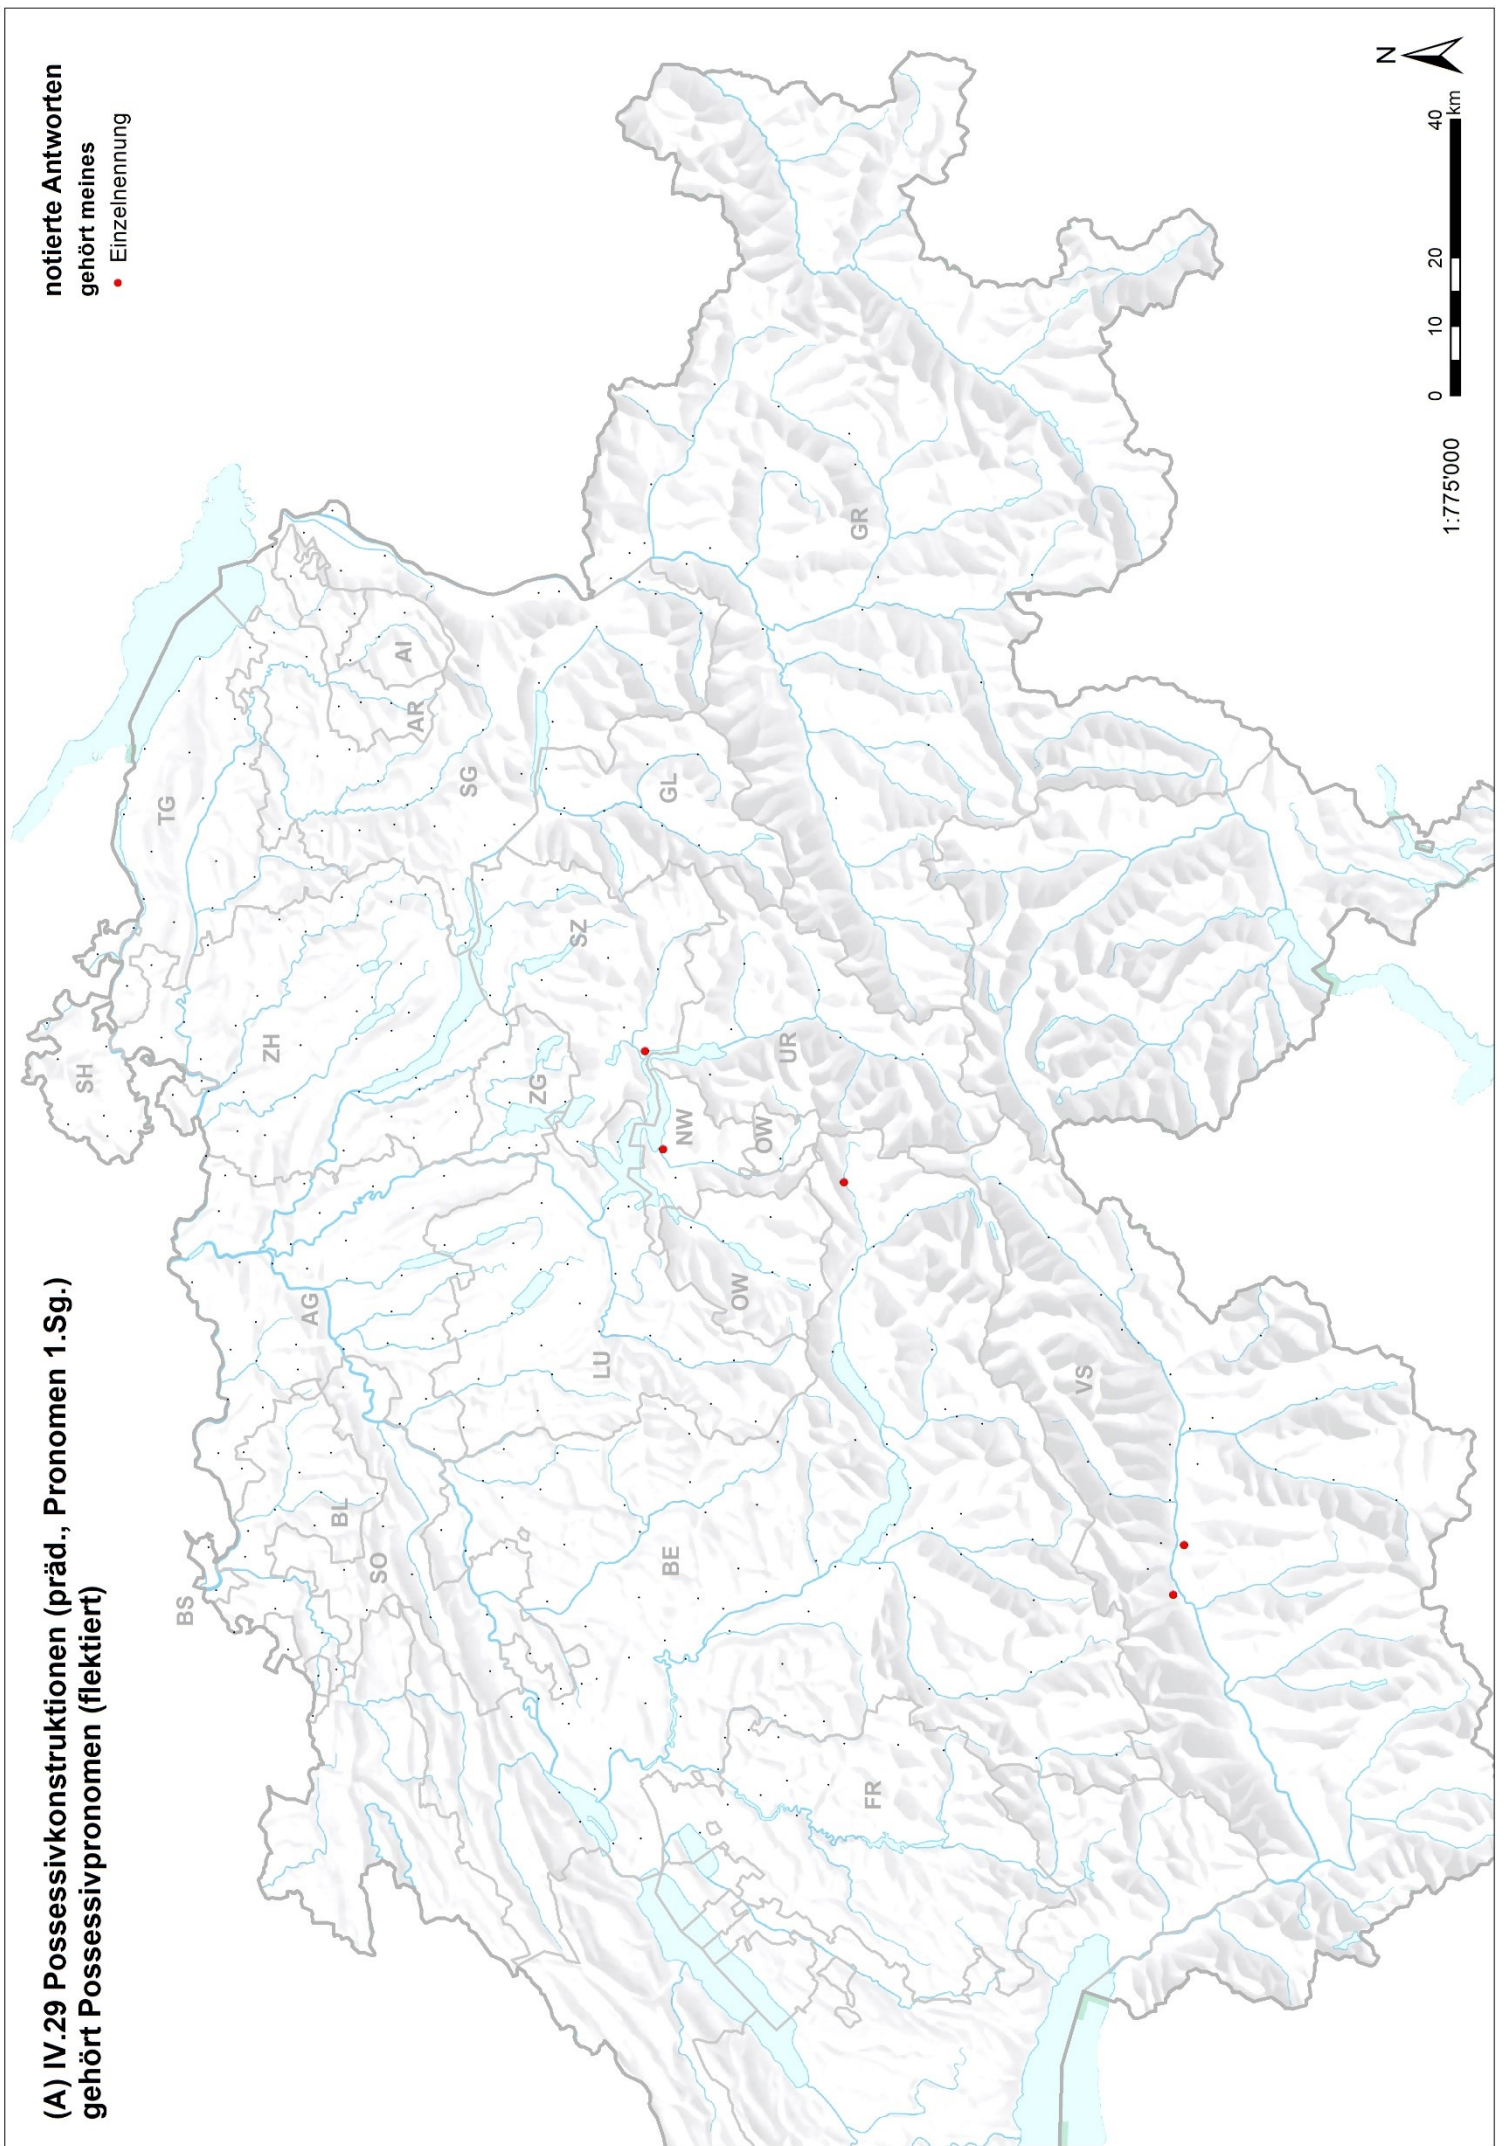 (A) IV.29 Possessivkonstruktionen (präd., Pronomen 1.Sg.)
gehört Possessivpronomen (flektiert)
notierte Antworten
gehört meines
Einzelnennung
SH
BS
TG
ZH
AG
BL
SO
AI
AR
SG
ZG
SZ
LU
GL
NW
BE
OW
OW
UR
GR
FR
VS
N
1:775'000
0 10 20 40
km